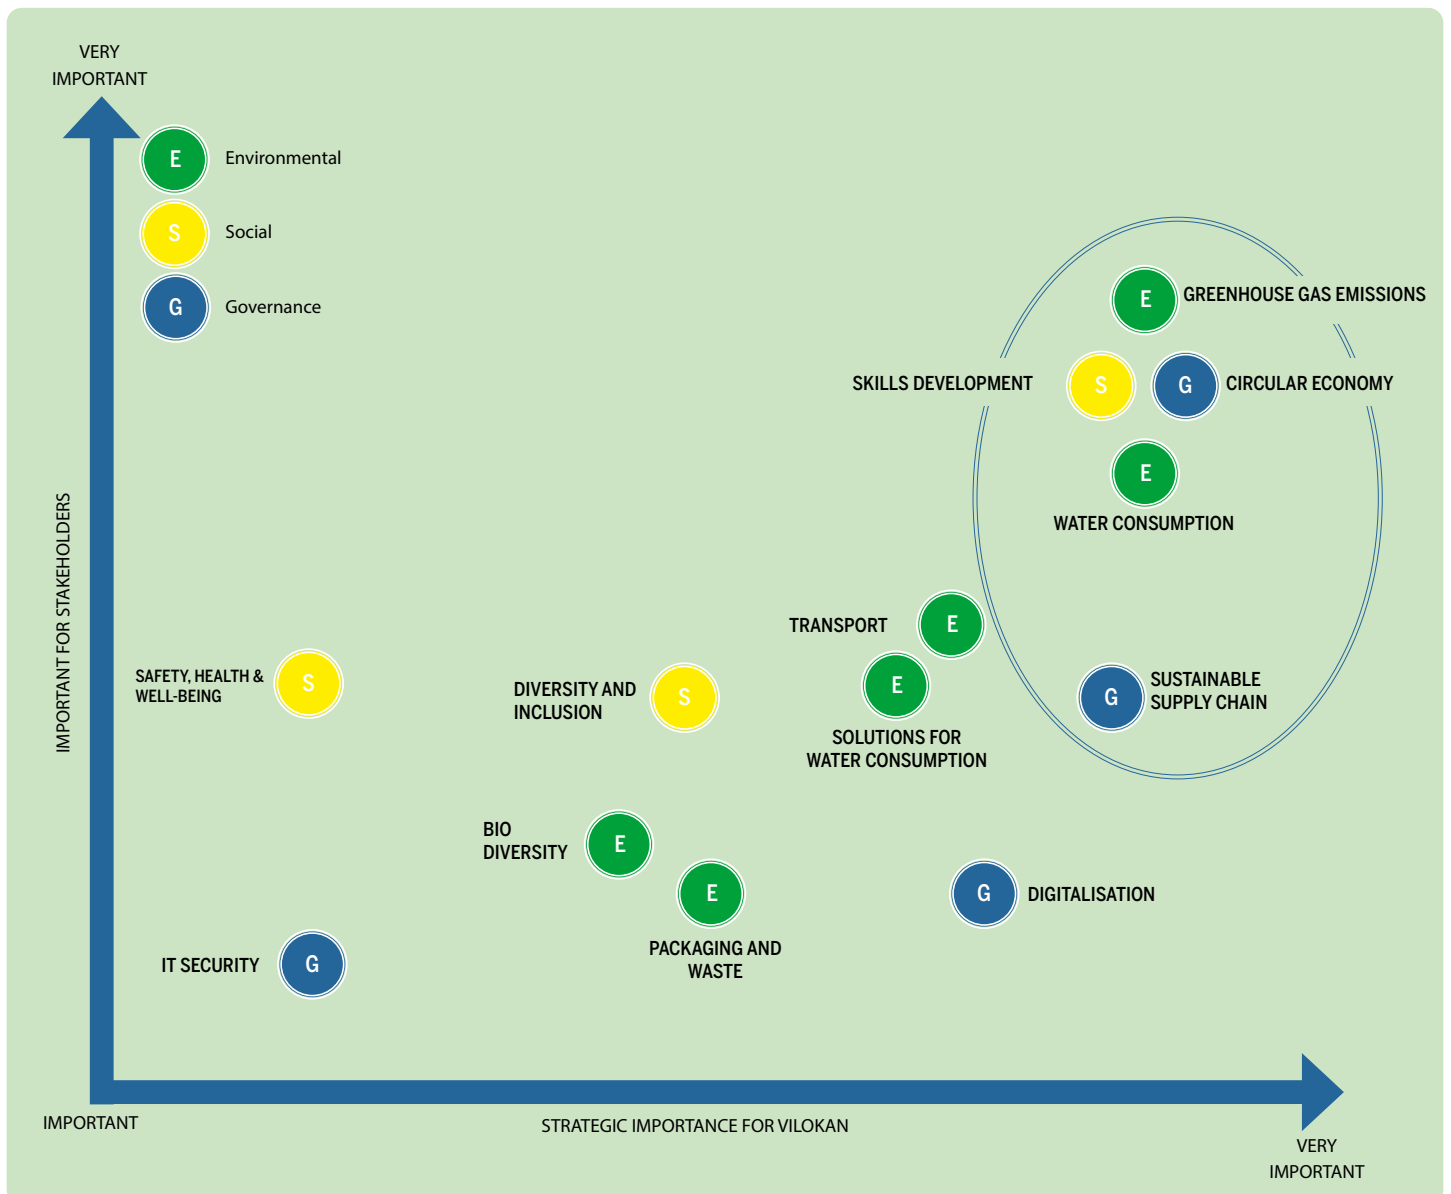 VERY
IMPORTANT
E
Environmental
S
Social
G
Governance
E
GREENHOUSE GAS EMISSIONS
SKILLS DEVELOPMENT
S
G
CIRCULAR ECONOMY
E
WATER CONSUMPTION
IMPORTANT FOR STAKEHOLDERS
TRANSPORT
E
SAFETY, HEALTH &
WELL-BEING
S
DIVERSITY AND
INCLUSION
S
E
SOLUTIONS FOR
WATER CONSUMPTION
G
SUSTAINABLE
SUPPLY CHAIN
BIO
DIVERSITY
E
E
PACKAGING AND
WASTE
G
DIGITALISATION
IT SECURITY
G
IMPORTANT
STRATEGIC IMPORTANCE FOR VILOKAN
VERY
IMPORTANT